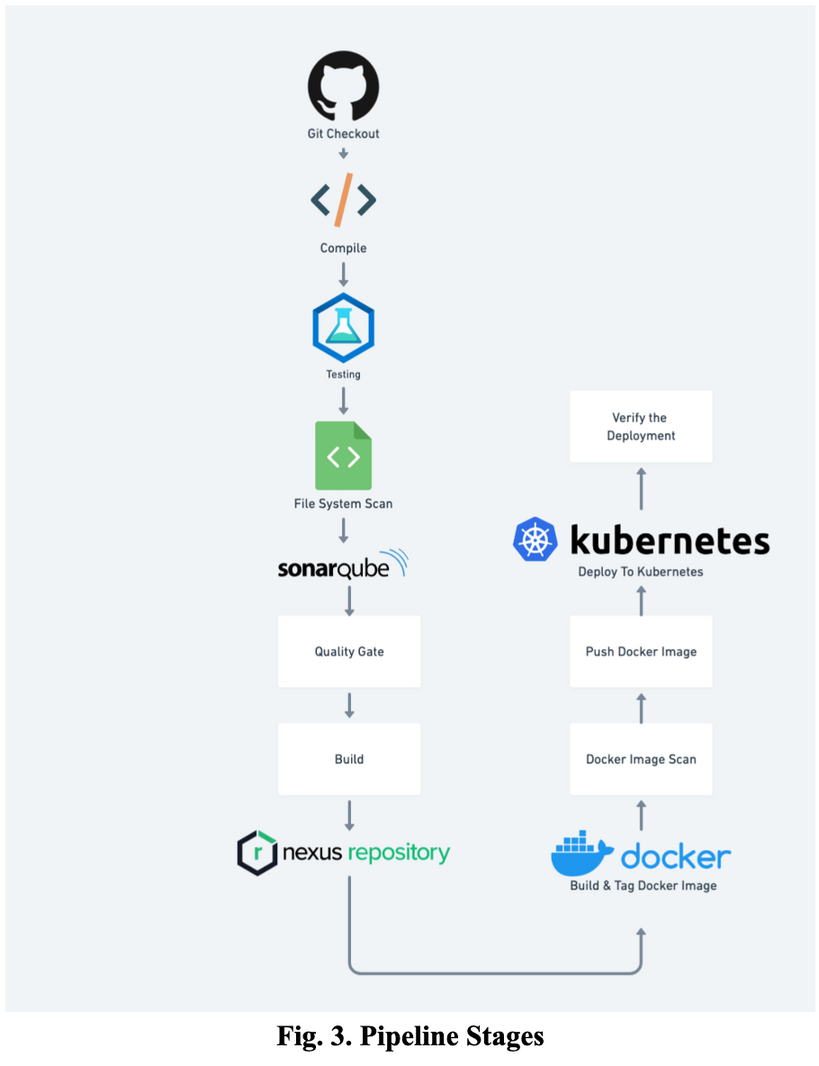 Git Checkout
Compile
Testing
File System Scan
sonarqube
Quality Gate
Build
nexus repository
docker
Build & Tag Docker Image
Docker Image Scan
Push Docker Image
kubernetes
Deploy To Kubernetes
Verify the
Deployment
Fig. 3. Pipeline Stages